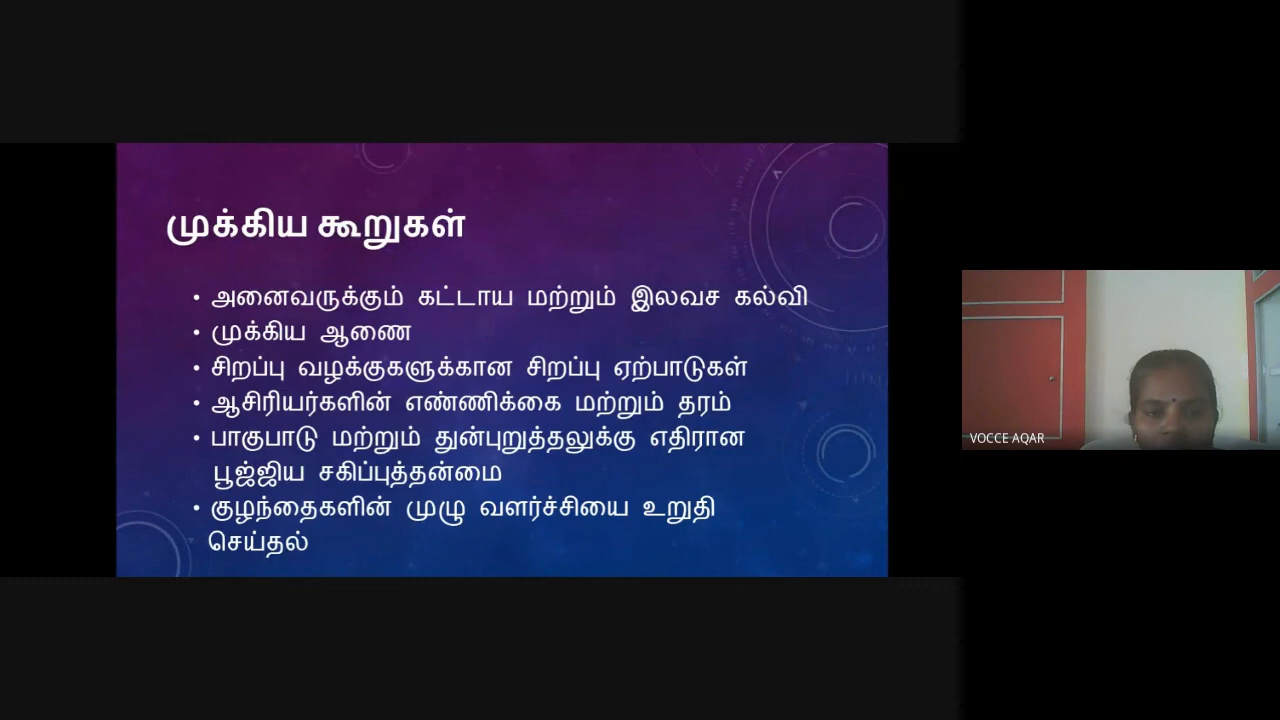 முக்கிய கூறுகள்
• அனைவருக்கும் கட்டாய மற்றும் இலவச கல்வி
• முக்கிய ஆணை
• சிறப்பு வழக்குகளுக்கான சிறப்பு ஏற்பாடுகள்
• ஆசிரியர்களின் எண்ணிக்கை மற்றும் தரம்
• பாகுபாடு மற்றும் துன்புறுத்தலுக்கு எதிரான
பூஜ்ஜிய சகிப்புத்தன்மை
• குழந்தைகளின் முழு வளர்ச்சியை உறுதி
செய்தல்
VOCCE AQAR